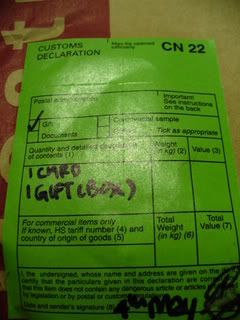 CUSTOMS
DECLARATION
May be opened
officially
CN 22
Postal administration
Important!
See instructions
on the back
Gift
Commercial sample
Documents
Tick as appropriate
Quantity and detailed description
of contents (1)
Weight
(in kg) (2)
Value (3)
1 CARD
1 GIFT (BOX)
For commercial items only
If known, HS tariff number (4) and
country of origin of goods (5)
Total
Weight
(in kg) (6)
Total
Value (7)
I, the undersigned, whose name and address are given on the item
certify that the particulars given in this declaration are correct
that this item does not contain any dangerous article or articles
by legislation or by postal or customs
Date and sender's signature (8)